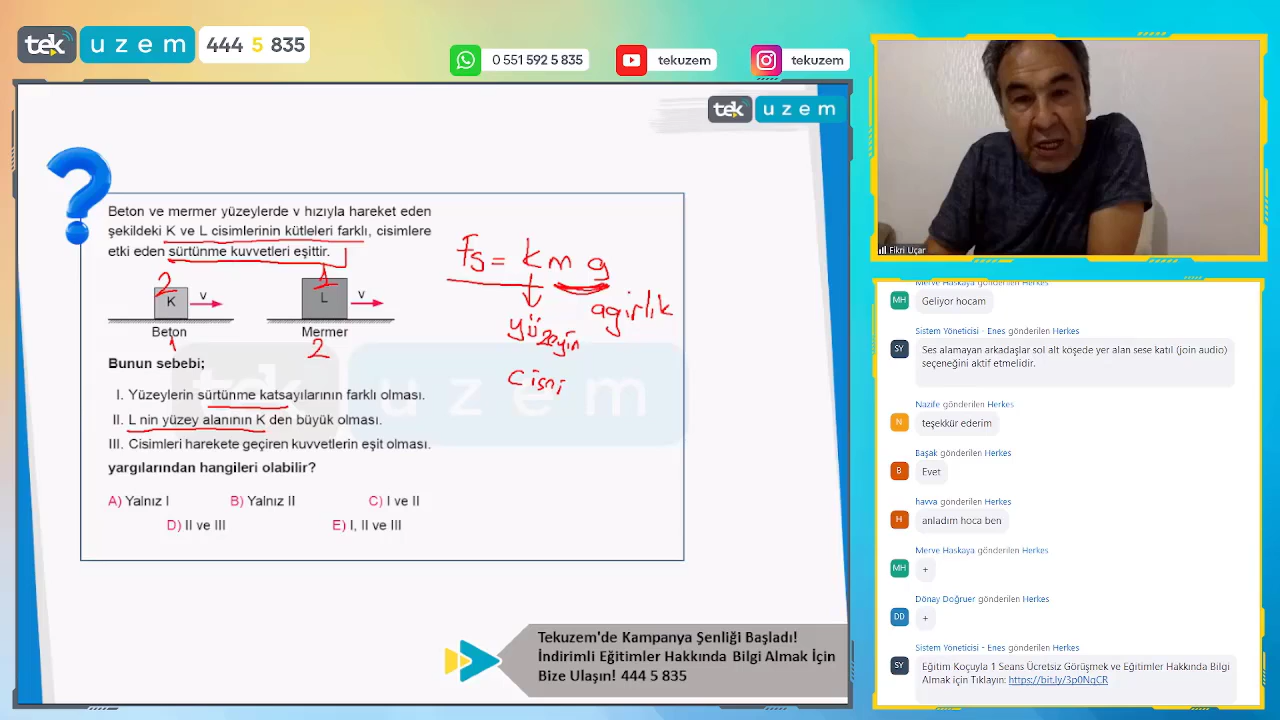 tek uzem 444 5 835
0 551 592 5 835
tekuzem
tekuzem
tek uzem
Beton ve mermer yüzeylerde v hızıyla hareket eden
şekildeki K ve L cisimlerinin kütleleri farklı, cisimlere
etki eden sürtünme kuvvetleri eşittir.
2 K v
1 L v
Beton
Mermer
1
2
Fs = k m g
ağırlık
yüzeyin
cisni
Bunun sebebi;
I. Yüzeylerin sürtünme katsayılarının farklı olması.
II. L nin yüzey alanının K den büyük olması.
III. Cisimleri harekete geçiren kuvvetlerin eşit olması.
yargılarından hangileri olabilir?
A) Yalnız I B) Yalnız II C) I ve II
D) II ve III E) I, II ve III
tek uzem
Tekuzem'de Kampanya Şenliği Başladı!
İndirimli Eğitimler Hakkında Bilgi Almak İçin
Bize Ulaşın! 444 5 835
Fikri Uçar
Merve Haskaya gönderilen Herkes
MH Geliyor hocam
Sistem Yöneticisi - Enes gönderilen Herkes
SY Ses alamayan arkadaşlar sol alt koşede yer alan sese katıl (join audio)
seçeneğini aktif etmelidir.
Nazife gönderilen Herkes
N teşekkür ederim
Başak gönderilen Herkes
B Evet
havva gönderilen Herkes
H anladım hoca ben
Merve Haskaya gönderilen Herkes
MH +
Dönay Doğruer gönderilen Herkes
DD +
Sistem Yöneticisi - Enes gönderilen Herkes
SY Eğitim Koçuyla 1 Seans Ücretsiz Görüşmek ve Eğitimler Hakkında Bilgi
Almak için Tıklayın: https://bit.ly/3p0NqCR